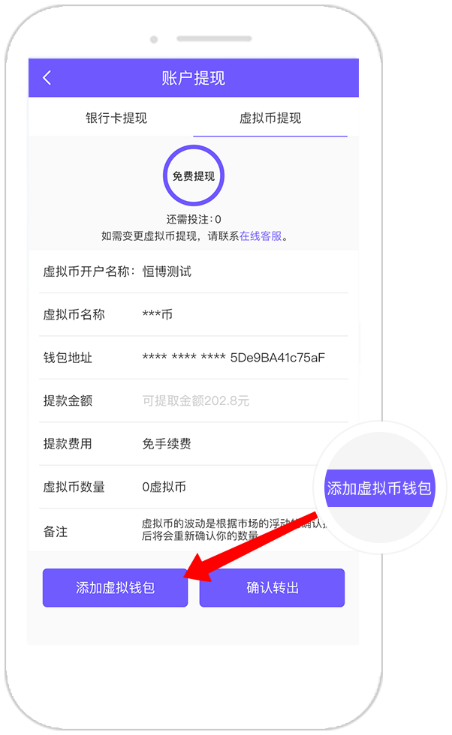 账户提现
银行卡提现
虚拟币提现
免费提现
还需投注：0
如需变更虚拟币提现，请联系在线客服。
虚拟币开户名称： 恒博测试
虚拟币名称 ***币
钱包地址 **** **** **** 5De9BA41c75aF
提款金额 可提取金额202.8元
提款费用 免手续费
虚拟币数量 0虚拟币
添加虚拟币钱包
备注 虚拟币的波动是根据市场的浮动
后将会重新确认你的数量
添加虚拟钱包
确认转出